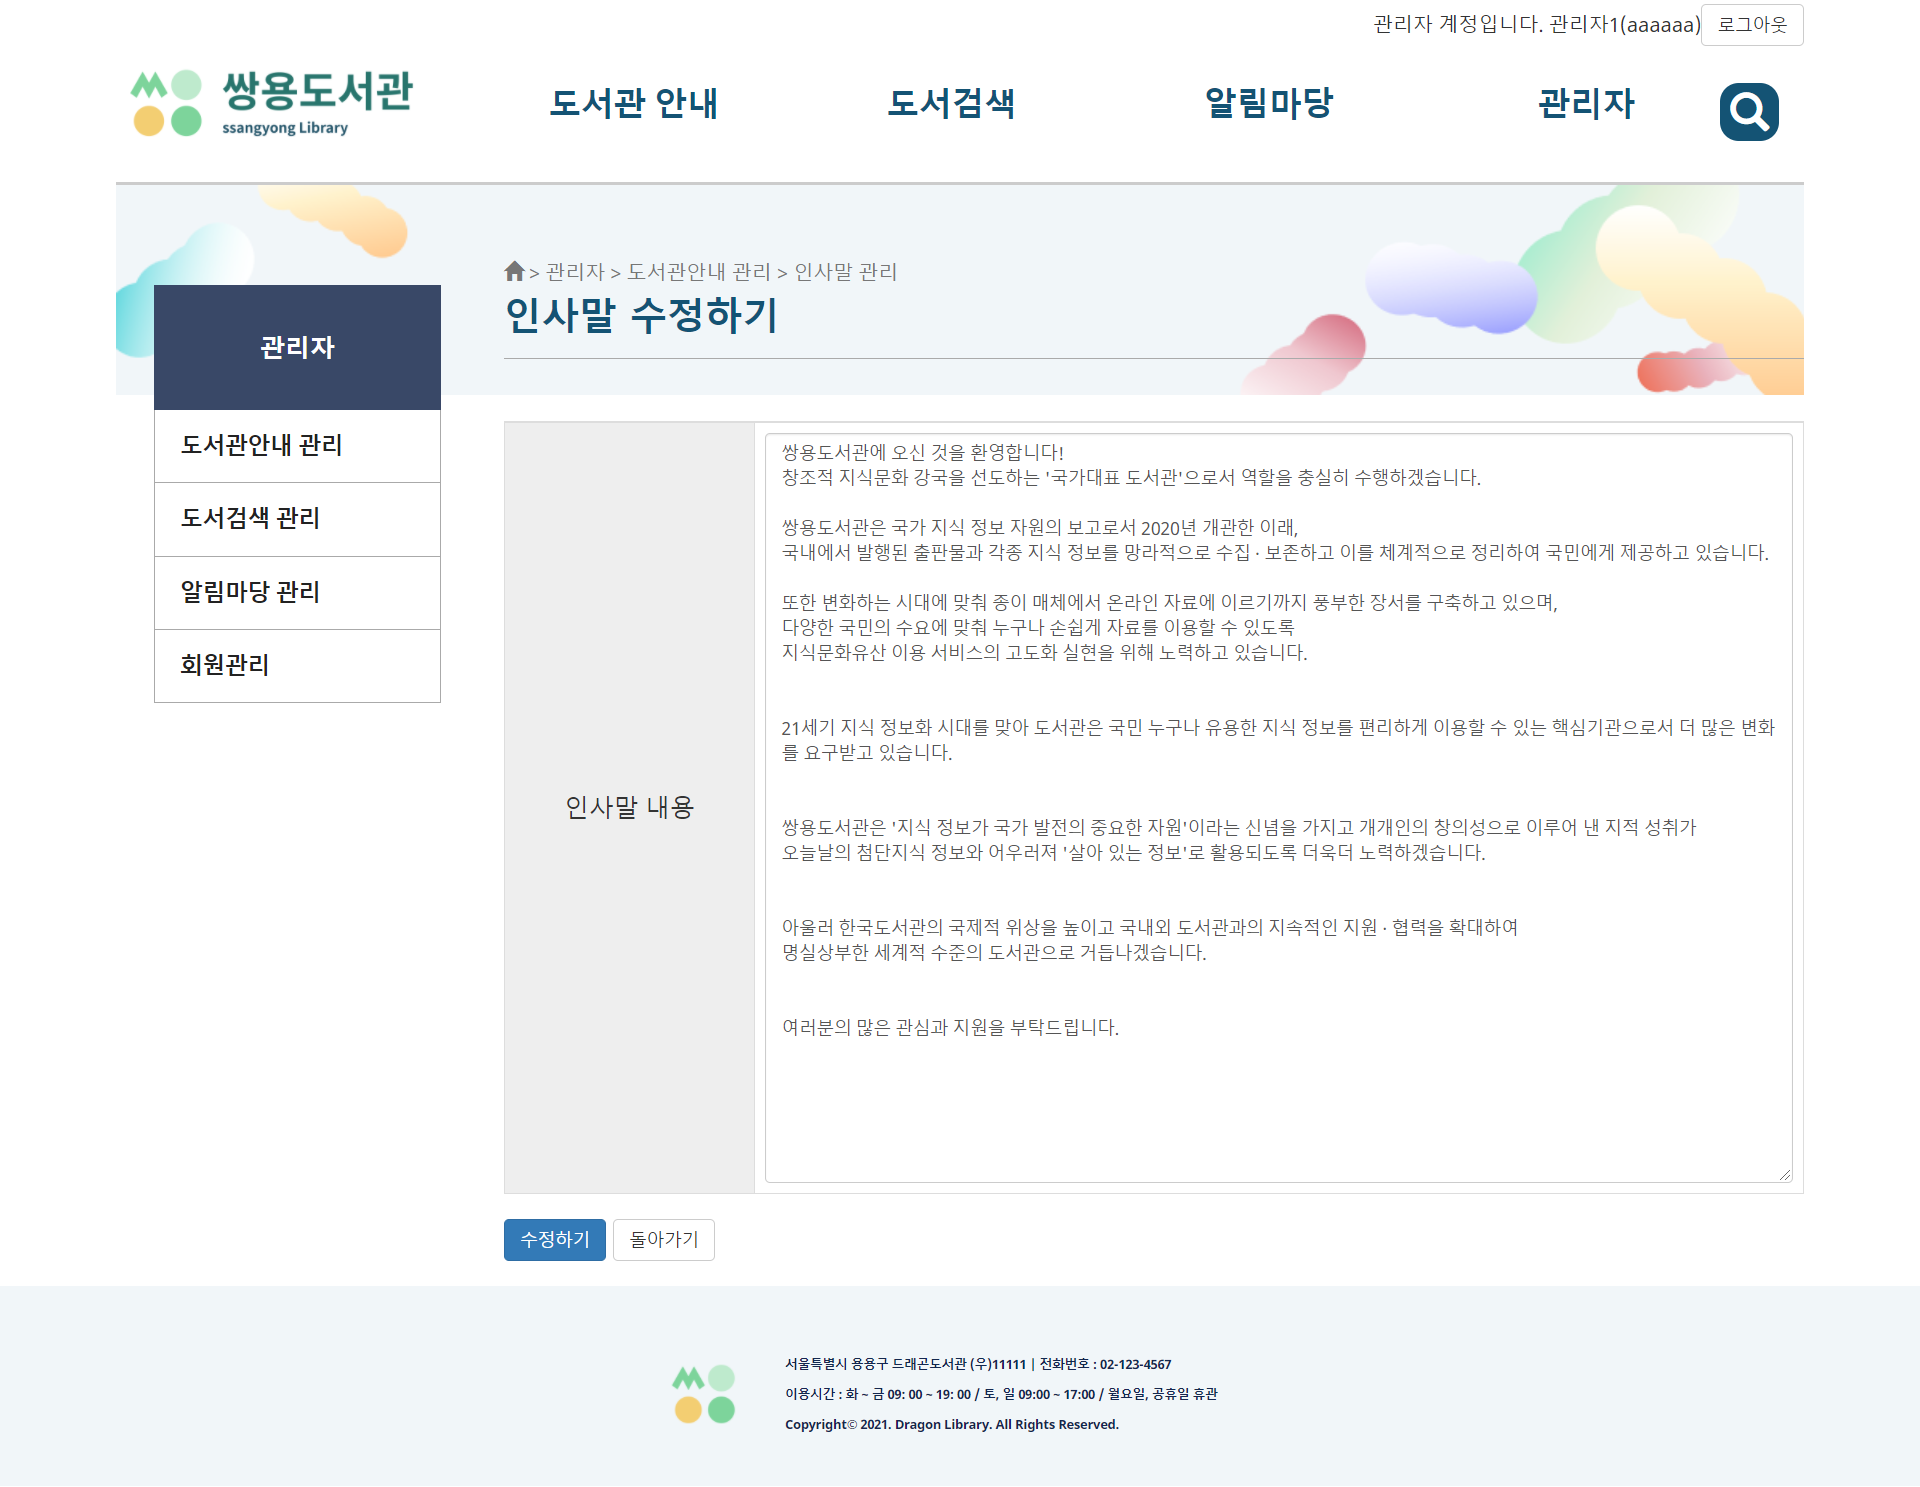 관리자 계정입니다. 관리자1(aaaaaa) 로그아웃
쌍용도서관
ssangyong Library
도서관 안내 도서검색 알림마당 관리자
> 관리자 > 도서관안내 관리 > 인사말 관리
인사말 수정하기
관리자
도서관안내 관리
도서검색 관리
알림마당 관리
회원관리
인사말 내용
쌍용도서관에 오신 것을 환영합니다!
창조적 지식문화 강국을 선도하는 '국가대표 도서관'으로서 역할을 충실히 수행하겠습니다.
쌍용도서관은 국가 지식 정보 자원의 보고로서 2020년 개관한 이래,
국내에서 발행된 출판물과 각종 지식 정보를 망라적으로 수집 · 보존하고 이를 체계적으로 정리하여 국민에게 제공하고 있습니다.
또한 변화하는 시대에 맞춰 종이 매체에서 온라인 자료에 이르기까지 풍부한 장서를 구축하고 있으며,
다양한 국민의 수요에 맞춰 누구나 손쉽게 자료를 이용할 수 있도록
지식문화유산 이용 서비스의 고도화 실현을 위해 노력하고 있습니다.
21세기 지식 정보화 시대를 맞아 도서관은 국민 누구나 유용한 지식 정보를 편리하게 이용할 수 있는 핵심기관으로서 더 많은 변화
를 요구받고 있습니다.
쌍용도서관은 '지식 정보가 국가 발전의 중요한 자원'이라는 신념을 가지고 개개인의 창의성으로 이루어 낸 지적 성취가
오늘날의 첨단지식 정보와 어우러져 '살아 있는 정보'로 활용되도록 더욱더 노력하겠습니다.
아울러 한국도서관의 국제적 위상을 높이고 국내외 도서관과의 지속적인 지원 · 협력을 확대하여
명실상부한 세계적 수준의 도서관으로 거듭나겠습니다.
여러분의 많은 관심과 지원을 부탁드립니다.
수정하기 돌아가기
서울특별시 용용구 드래곤도서관 (우)11111 | 전화번호 : 02-123-4567
이용시간 : 화 ~ 금 09: 00 ~ 19: 00 / 토, 일 09:00 ~ 17:00 / 월요일, 공휴일 휴관
Copyright© 2021. Dragon Library. All Rights Reserved.